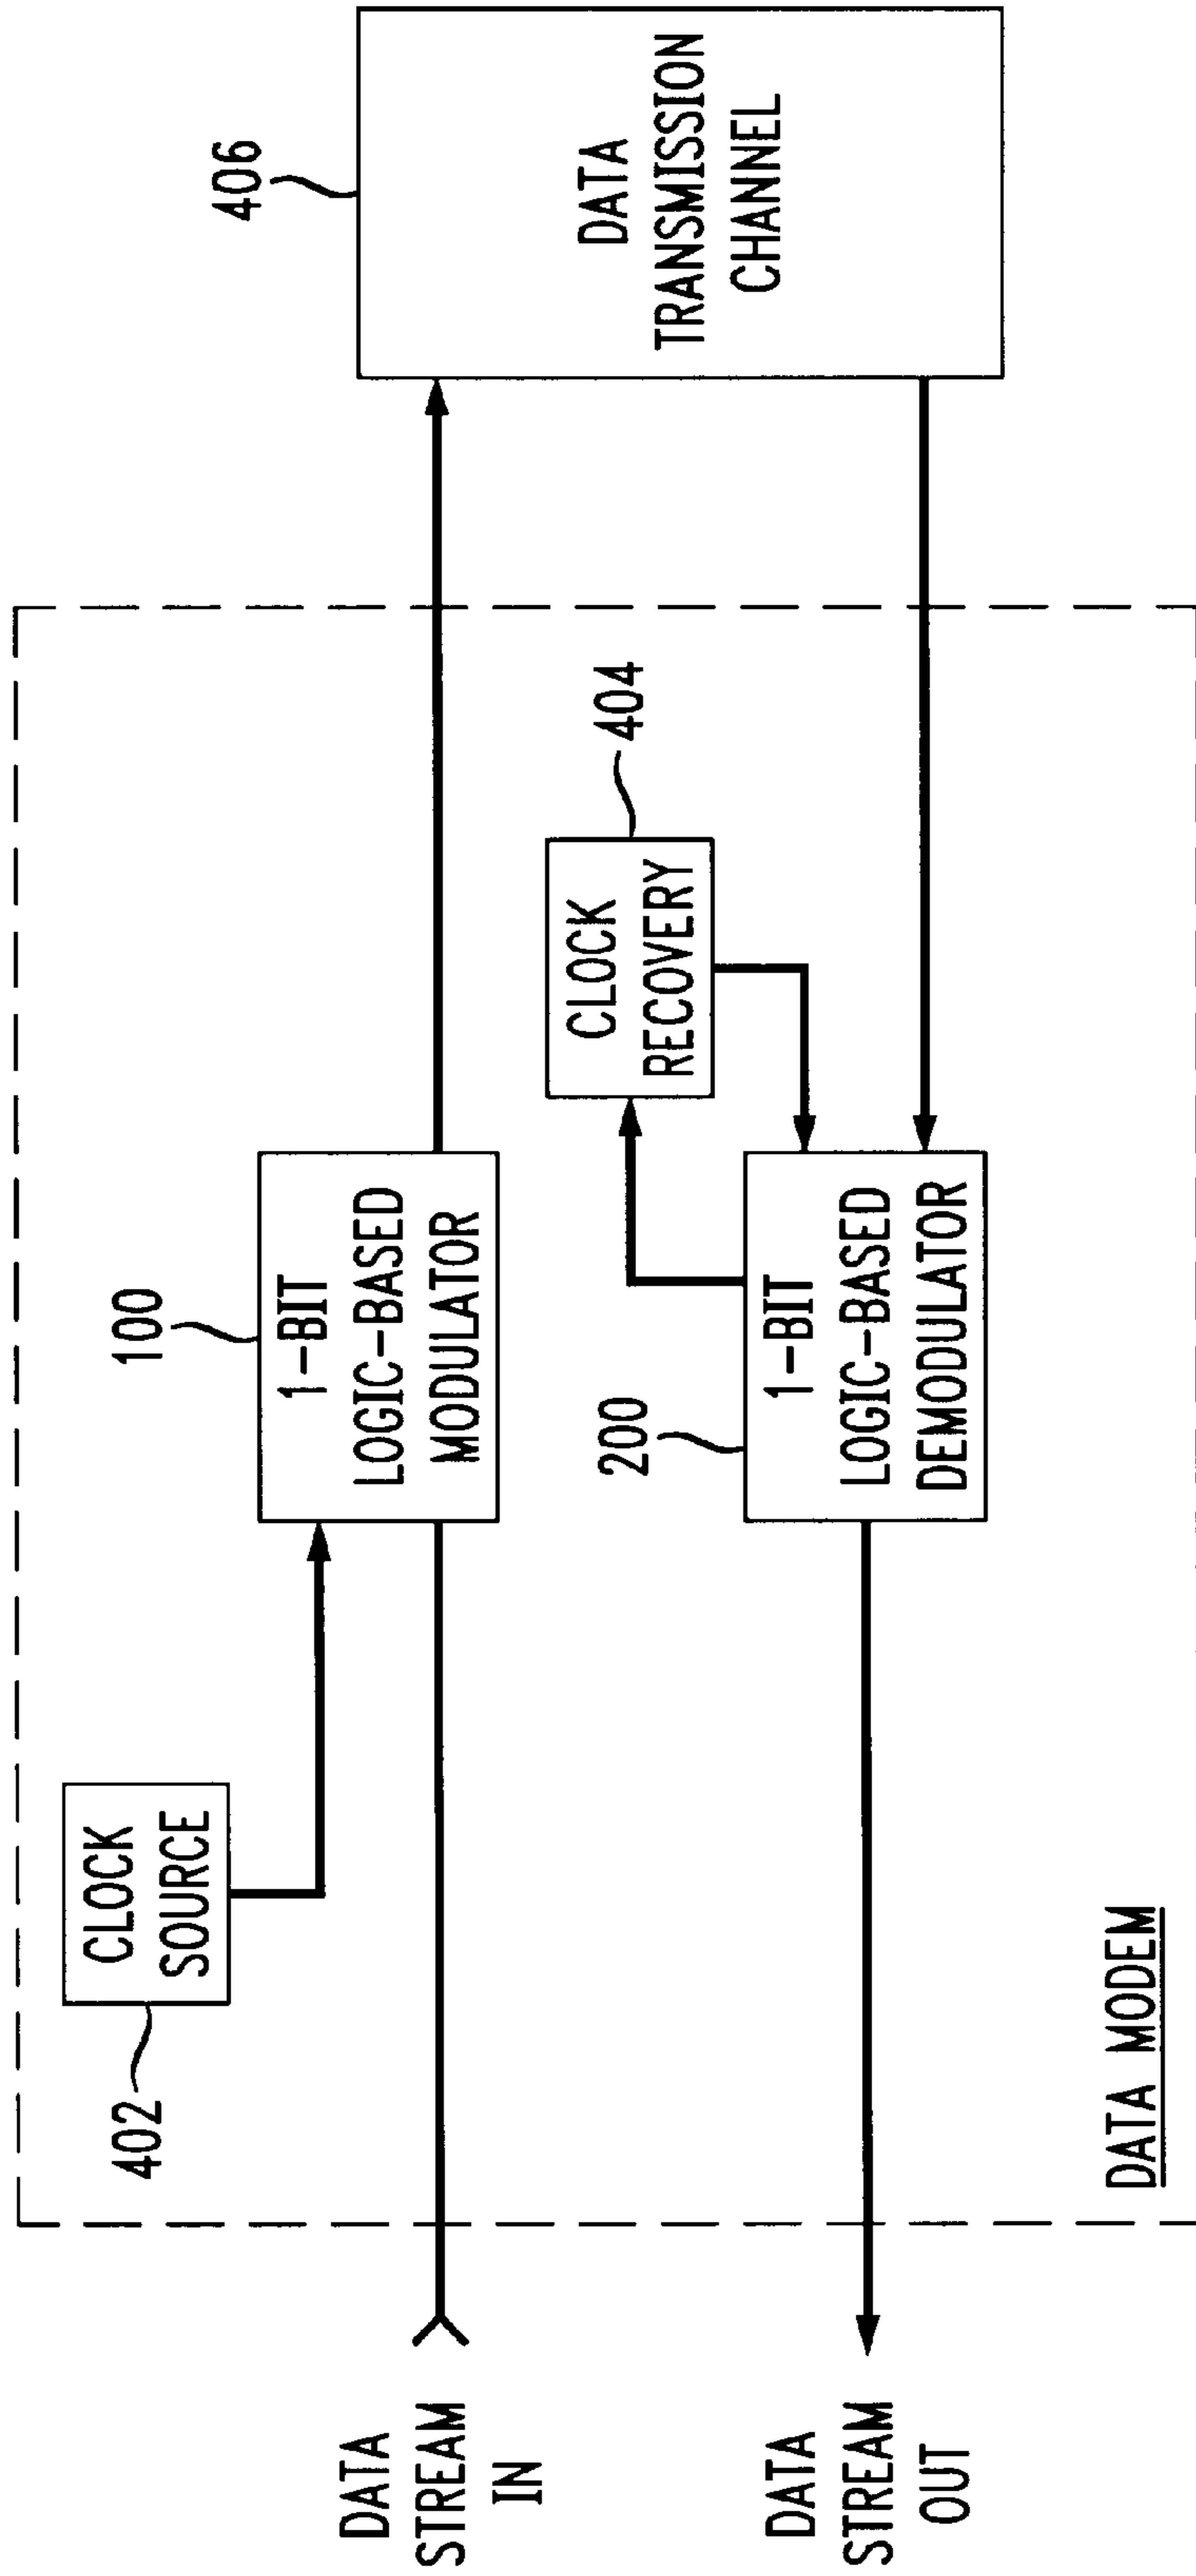 402
CLOCK
SOURCE
100
1-BIT
LOGIC-BASED
MODULATOR
406
DATA
TRANSMISSION
CHANNEL
DATA
STREAM
IN
404
CLOCK
RECOVERY
200
1-BIT
LOGIC-BASED
DEMODULATOR
DATA
STREAM
OUT
DATA MODEM